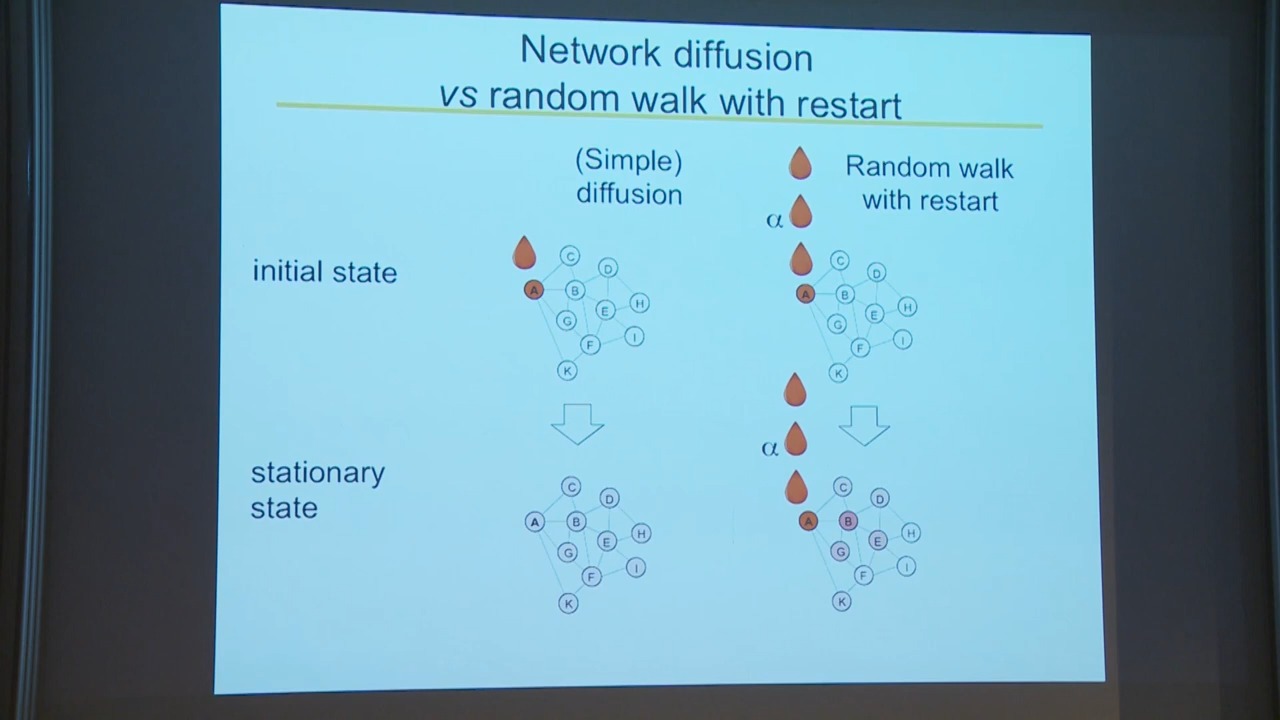 Network diffusion
vs random walk with restart
(Simple)
diffusion
Random walk
with restart
α
initial state
C
D
A
B
H
E
G
I
F
K
C
D
A
B
H
E
G
I
F
K
α
stationary
state
C
D
A
B
H
E
G
I
F
K
C
D
A
B
H
E
G
I
F
K